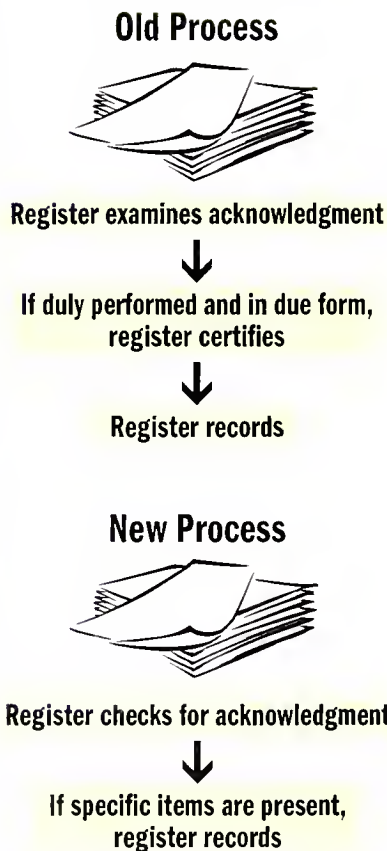 Old Process
Register examines acknowledgment
If duly performed and in due form,
register certifies
Register records
New Process
Register checks for acknowledgment
If specific items are present,
register records